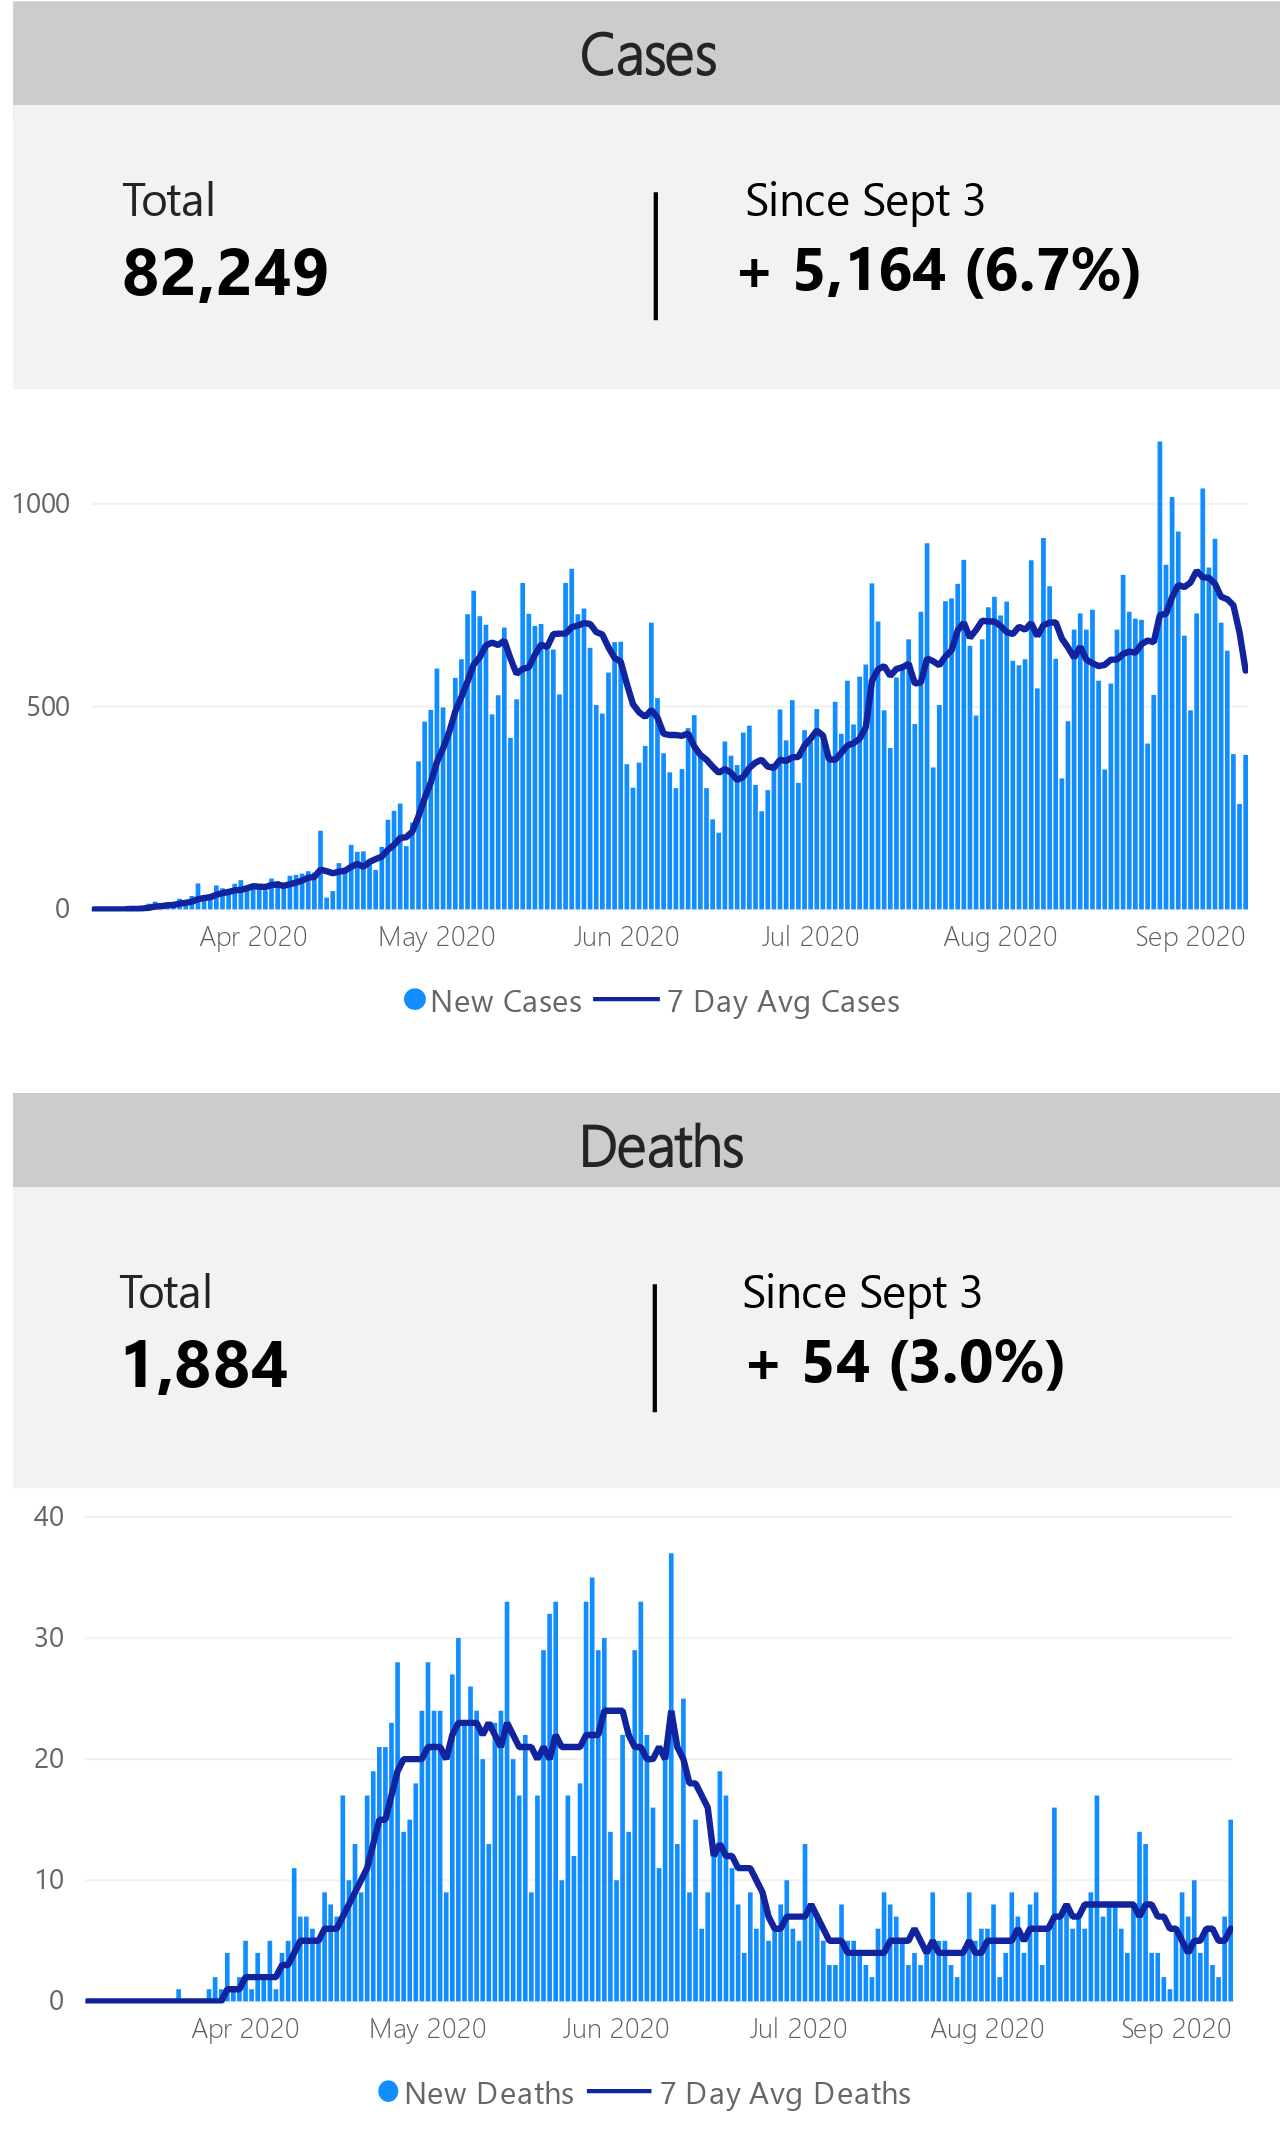 Cases
Total
Since Sept 3
82,249
+ 5,164 (6.7%)
1000
500
0
Apr 2020 May 2020 Jun 2020 Jul 2020 Aug 2020 Sep 2020
New Cases 7 Day Avg Cases
Deaths
Total
Since Sept 3
1,884
+ 54 (3.0%)
40
30
20
10
0
Apr 2020 May 2020 Jun 2020 Jul 2020 Aug 2020 Sep 2020
New Deaths 7 Day Avg Deaths